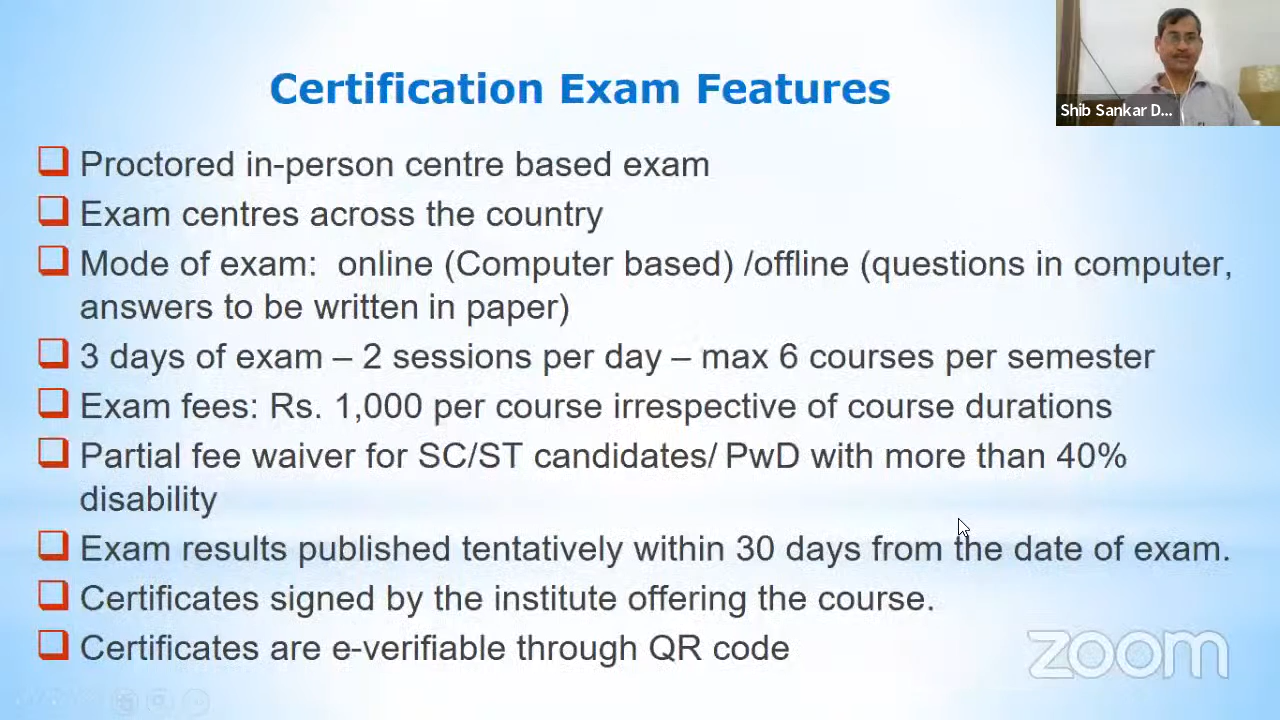 Certification Exam Features
Shib Sankar D...
Proctored in-person centre based exam
Exam centres across the country
Mode of exam: online (Computer based) /offline (questions in computer,
answers to be written in paper)
3 days of exam – 2 sessions per day – max 6 courses per semester
Exam fees: Rs. 1,000 per course irrespective of course durations
Partial fee waiver for SC/ST candidates/ PwD with more than 40%
disability
Exam results published tentatively within 30 days from the date of exam.
Certificates signed by the institute offering the course.
Certificates are e-verifiable through QR code
zoom